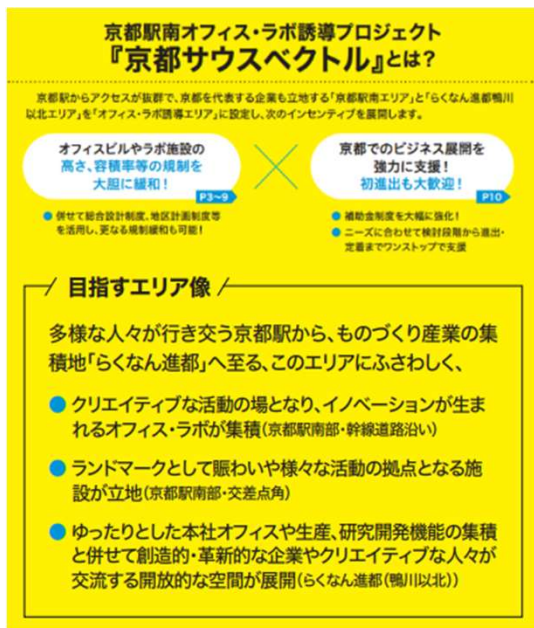 京都駅南オフィス・ラボ誘導プロジェクト
『京都サウスベクトル』とは？
京都駅からアクセスが抜群で、京都を代表する企業も立地する「京都駅南エリア」と「らくなん進都鴨川
以北エリア」を「オフィス・ラボ誘導エリア」に設定し、次のインセンティブを展開します。
オフィスビルやラボ施設の
高さ、容積率等の規制を
大胆に緩和！
P3〜9
● 併せて総合設計制度、地区計画制度等
を活用し、更なる規制緩和も可能！
京都でのビジネス展開を
強力に支援！
初進出も大歓迎！
P10
● 補助金制度を大幅に強化！
● ニーズに合わせて検討段階から進出・
定着までワンストップで支援
目指すエリア像
多様な人々が行き交う京都駅から、ものづくり産業の集
積地「らくなん進都」へ至る、このエリアにふさわしく、
● クリエイティブな活動の場となり、イノベーションが生ま
れるオフィス・ラボが集積（京都駅南部・幹線道路沿い）
● ランドマークとして賑わいや様々な活動の拠点となる施
設が立地（京都駅南部・交差点角）
● ゆったりとした本社オフィスや生産、研究開発機能の集積
と併せて創造的・革新的な企業やクリエイティブな人々が
交流する開放的な空間が展開（らくなん進都（鴨川以北））